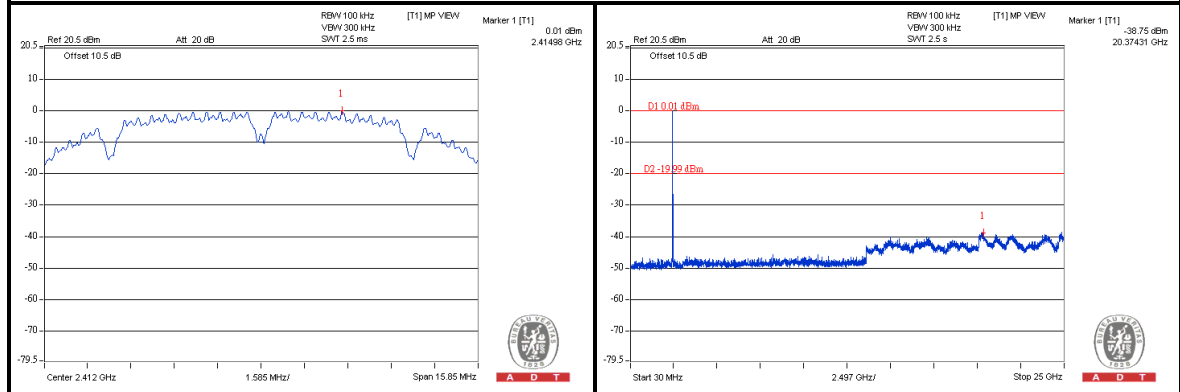 RBW 100 kHz [T1] MP VIEW
VBW 300 kHz
Ref 20.5 dBm Att 20 dB SWT 2.5 ms
Marker 1 [T1]
0.01 dBm
2.41498 GHz
20.5
Offset 10.5 dB
10
0
-10
-20
-30
-40
-50
-60
-70
-79.5
1
Center 2.412 GHz 1.585 MHz/ Span 15.85 MHz
BUREAU VERITAS
1828
A D T
RBW 100 kHz [T1] MP VIEW
VBW 300 kHz
Ref 20.5 dBm Att 20 dB SWT 2.5 s
Marker 1 [T1]
-38.75 dBm
20.37431 GHz
20.5
Offset 10.5 dB
10
0
-10
-20
-30
-40
-50
-60
-70
-79.5
D1 0.01 dBm
D2 -19.99 dBm
1
Start 30 MHz 2.497 GHz/ Stop 25 GHz
BUREAU VERITAS
1828
A D T